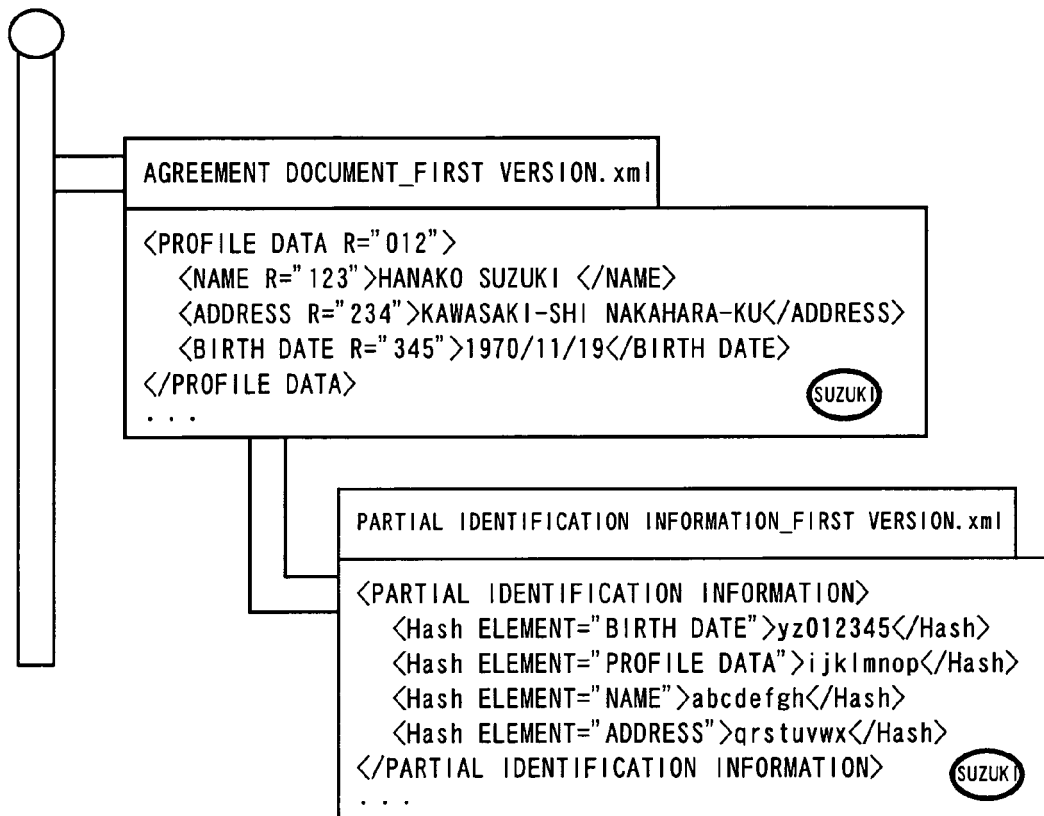 AGREEMENT DOCUMENT_FIRST VERSION.xml
<PROFILE DATA R="012">
<NAME R="123">HANAKO SUZUKI </NAME>
<ADDRESS R="234">KAWASAKI-SHI NAKAHARA-KU</ADDRESS>
<BIRTH DATE R="345">1970/11/19</BIRTH DATE>
</PROFILE DATA>
SUZUKI
...
PARTIAL IDENTIFICATION INFORMATION_FIRST VERSION.xml
<PARTIAL IDENTIFICATION INFORMATION>
<Hash ELEMENT="BIRTH DATE">yz012345</Hash>
<Hash ELEMENT="PROFILE DATA">ijklmnop</Hash>
<Hash ELEMENT="NAME">abcdefgh</Hash>
<Hash ELEMENT="ADDRESS">qrstuvwx</Hash>
</PARTIAL IDENTIFICATION INFORMATION>
SUZUKI
...